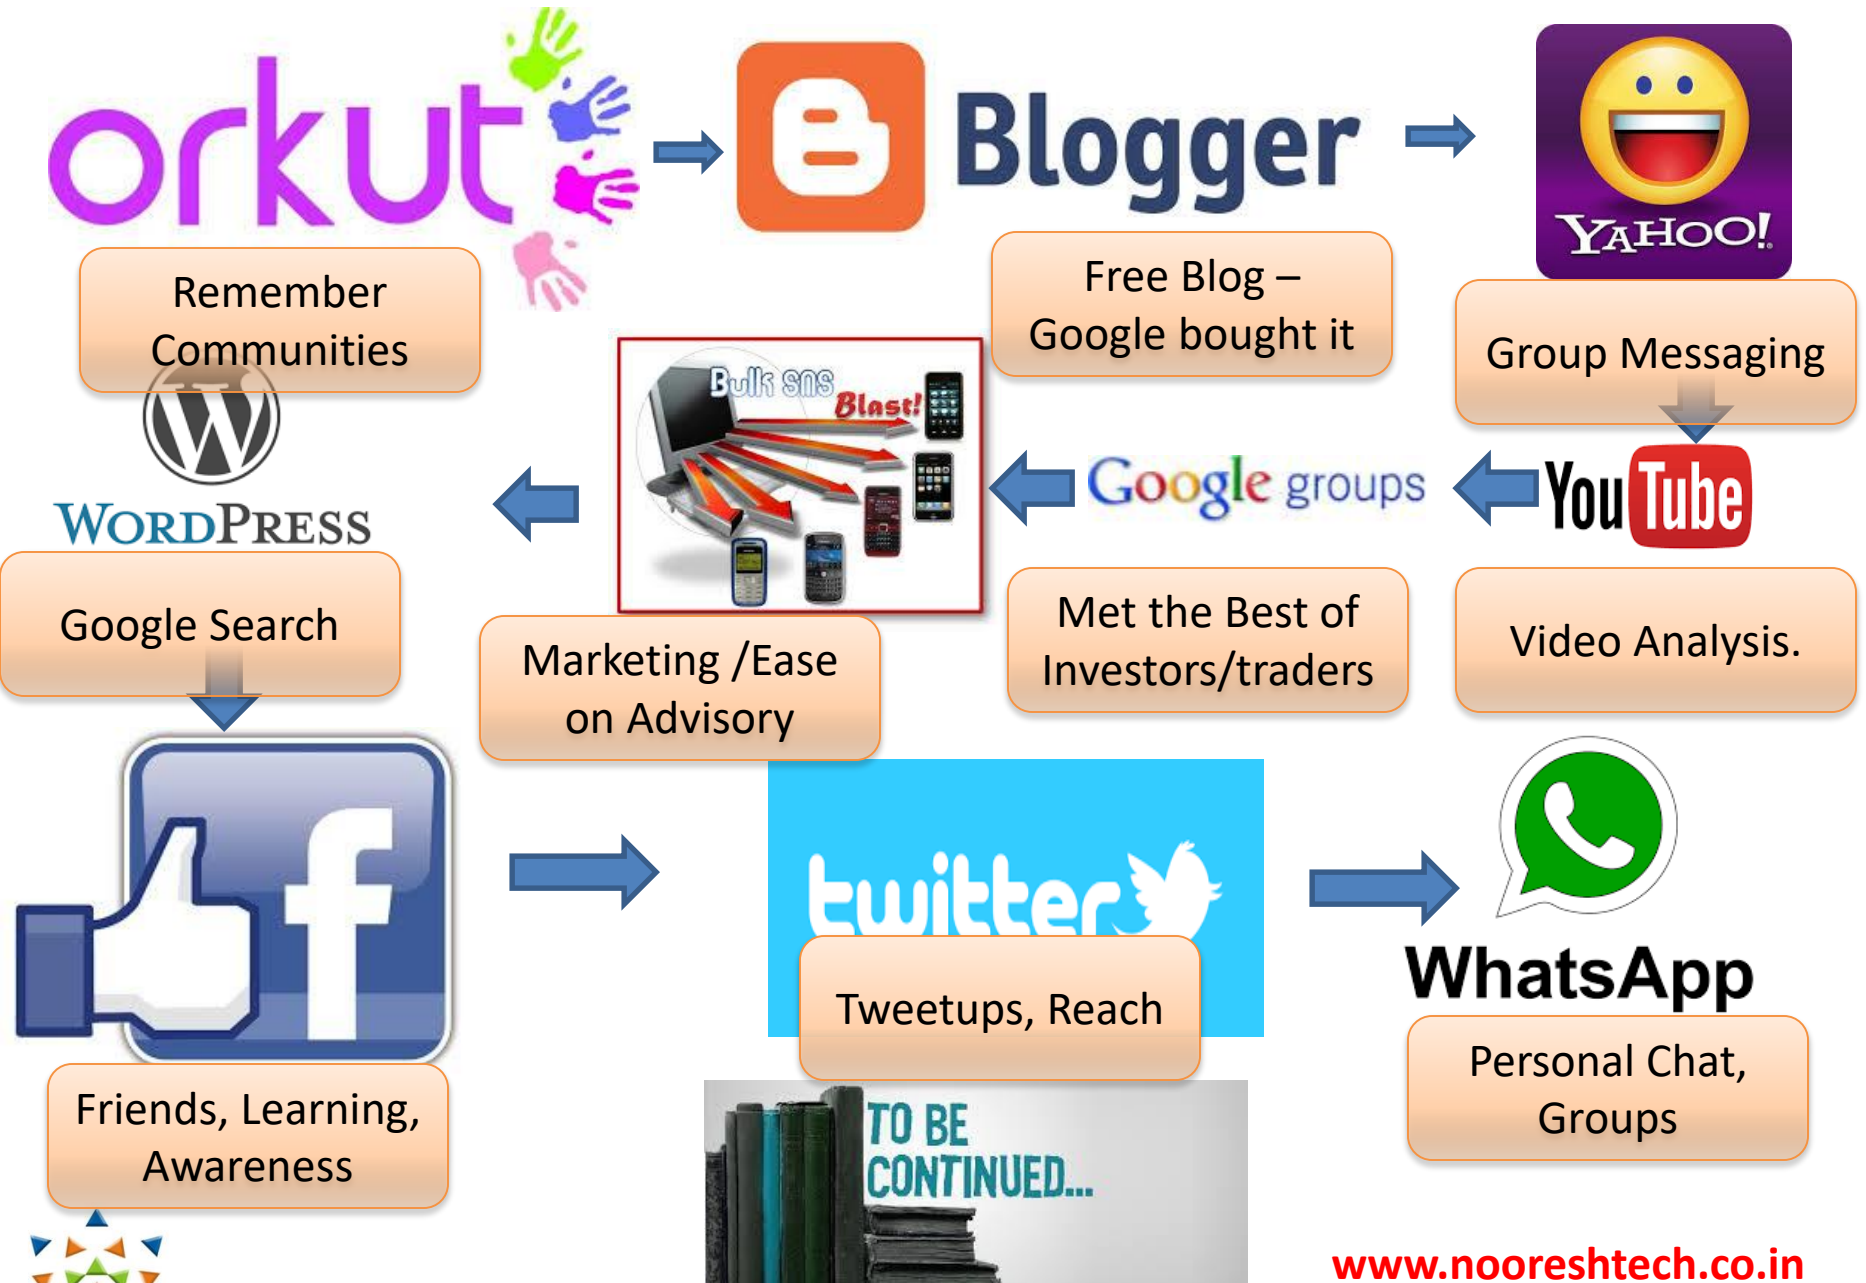 orkut
Blogger
YAHOO!
Remember
Communities
Free Blog –
Google bought it
Group Messaging
WORDPRESS
Bulk SMS
Blast!
Google groups
YouTube
Google Search
Marketing /Ease
on Advisory
Met the Best of
Investors/traders
Video Analysis.
f
twitter
WhatsApp
Tweetups, Reach
Friends, Learning,
Awareness
Personal Chat,
Groups
TO BE
CONTINUED...
www.nooreshtech.co.in